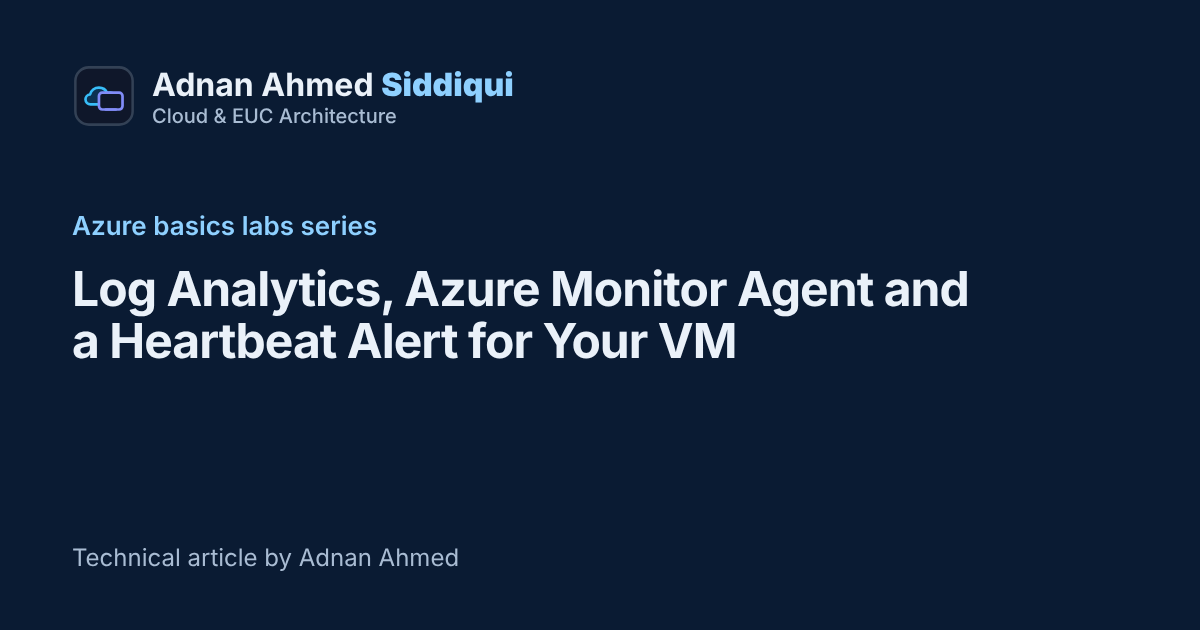 Adnan Ahmed Siddiqui
Cloud & EUC Architecture
Azure basics labs series
Log Analytics, Azure Monitor Agent and
a Heartbeat Alert for Your VM
Technical article by Adnan Ahmed